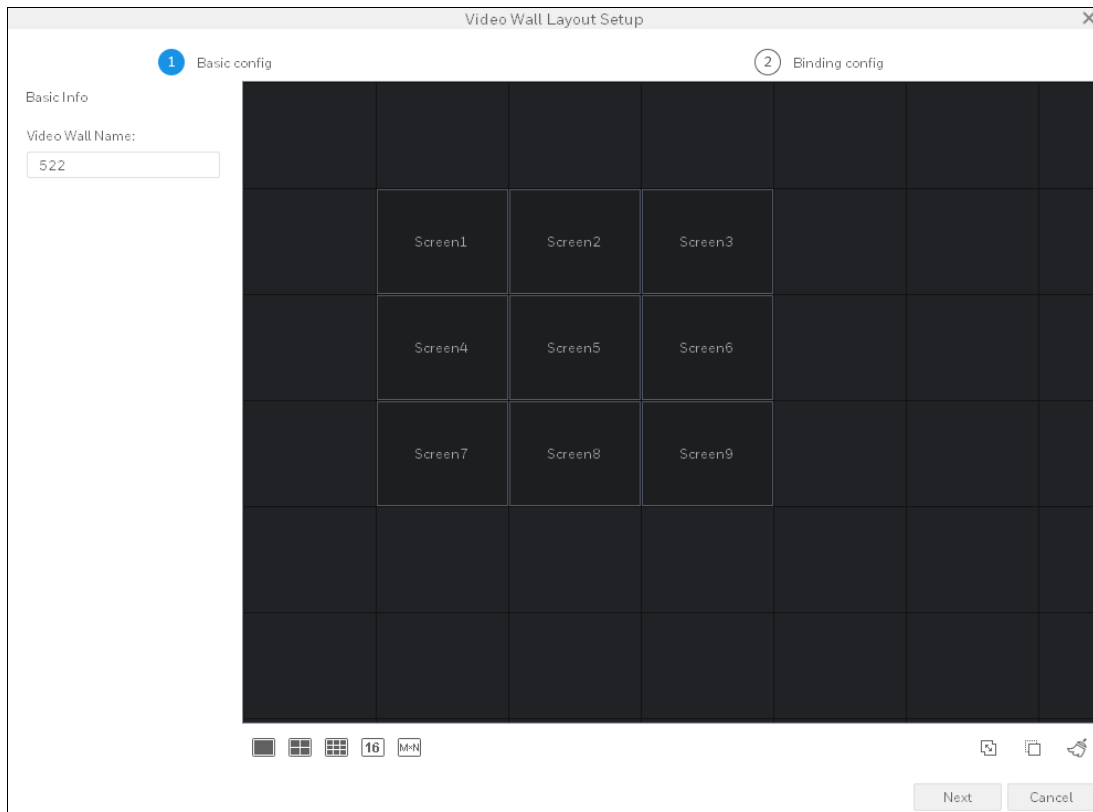 Video Wall Layout Setup
1 Basic config
2 Binding config
Basic Info
Video Wall Name:
522
Screen1 Screen2 Screen3
Screen4 Screen5 Screen6
Screen7 Screen8 Screen9
16 M×N
Next Cancel